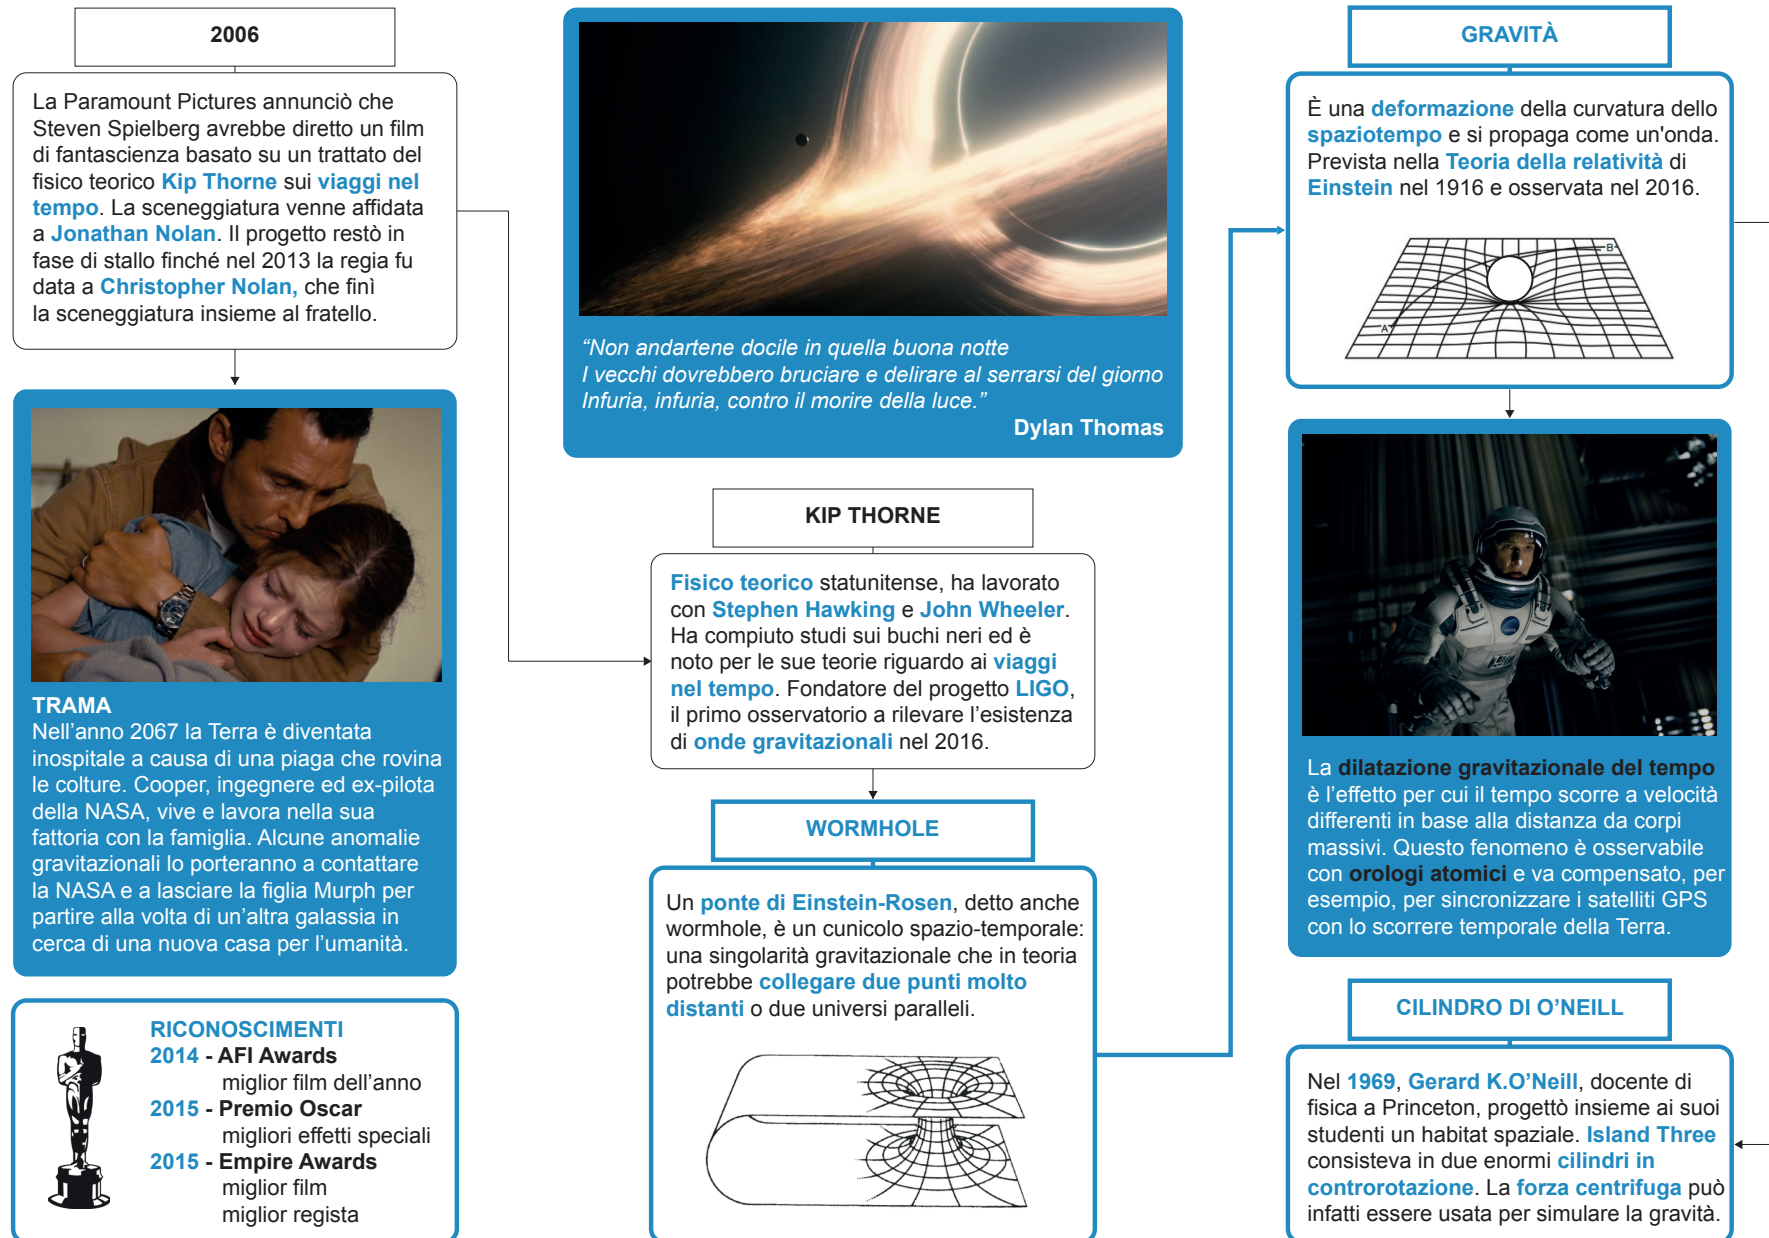 2006
La Paramount Pictures annunciò che
Steven Spielberg avrebbe diretto un film
di fantascienza basato su un trattato del
fisico teorico Kip Thorne sui viaggi nel
tempo. La sceneggiatura venne affidata
a Jonathan Nolan. Il progetto restò in
fase di stallo finché nel 2013 la regia fu
data a Christopher Nolan, che finì
la sceneggiatura insieme al fratello.
TRAMA
Nell’anno 2067 la Terra è diventata
inospitale a causa di una piaga che rovina
le colture. Cooper, ingegnere ed ex-pilota
della NASA, vive e lavora nella sua
fattoria con la famiglia. Alcune anomalie
gravitazionali lo porteranno a contattare
la NASA e a lasciare la figlia Murph per
partire alla volta di un’altra galassia in
cerca di una nuova casa per l’umanità.
RICONOSCIMENTI
2014 - AFI Awards
miglior film dell’anno
2015 - Premio Oscar
migliori effetti speciali
2015 - Empire Awards
miglior film
miglior regista
“Non andartene docile in quella buona notte
I vecchi dovrebbero bruciare e delirare al serrarsi del giorno
Infuria, infuria, contro il morire della luce.”
Dylan Thomas
KIP THORNE
Fisico teorico statunitense, ha lavorato
con Stephen Hawking e John Wheeler.
Ha compiuto studi sui buchi neri ed è
noto per le sue teorie riguardo ai viaggi
nel tempo. Fondatore del progetto LIGO,
il primo osservatorio a rilevare l’esistenza
di onde gravitazionali nel 2016.
WORMHOLE
Un ponte di Einstein-Rosen, detto anche
wormhole, è un cunicolo spazio-temporale:
una singolarità gravitazionale che in teoria
potrebbe collegare due punti molto
distanti o due universi paralleli.
GRAVITÀ
È una deformazione della curvatura dello
spaziotempo e si propaga come un'onda.
Prevista nella Teoria della relatività di
Einstein nel 1916 e osservata nel 2016.
B
A
La dilatazione gravitazionale del tempo
è l’effetto per cui il tempo scorre a velocità
differenti in base alla distanza da corpi
massivi. Questo fenomeno è osservabile
con orologi atomici e va compensato, per
esempio, per sincronizzare i satelliti GPS
con lo scorrere temporale della Terra.
CILINDRO DI O’NEILL
Nel 1969, Gerard K.O’Neill, docente di
fisica a Princeton, progettò insieme ai suoi
studenti un habitat spaziale. Island Three
consisteva in due enormi cilindri in
controrotazione. La forza centrifuga può
infatti essere usata per simulare la gravità.